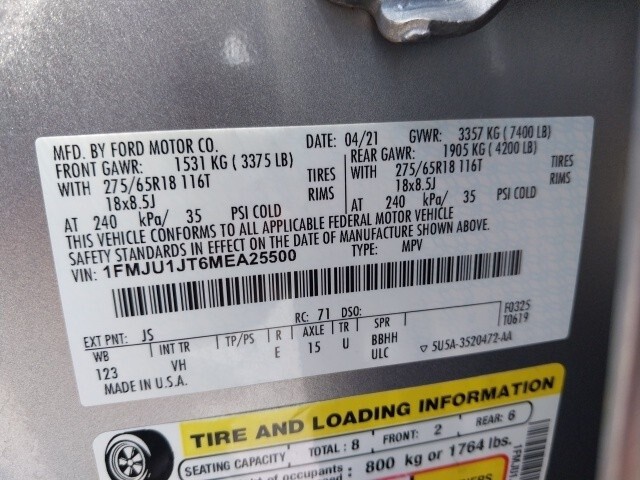 MFD. BY FORD MOTOR CO.
DATE: 04/21 GVWR: 3357 KG ( 7400 LB)
FRONT GAWR: 1531 KG ( 3375 LB) REAR GAWR: 1905 KG ( 4200 LB)
WITH 275/65R18 116T TIRES WITH 275/65R18 116T TIRES
18x8.5J RIMS 18x8.5J RIMS
AT 240 kPa/ 35 PSI COLD AT 240 kPa/ 35 PSI COLD
THIS VEHICLE CONFORMS TO ALL APPLICABLE FEDERAL MOTOR VEHICLE
SAFETY STANDARDS IN EFFECT ON THE DATE OF MANUFACTURE SHOWN ABOVE.
VIN: 1FMJU1JT6MEA25500 TYPE: MPV
F0325
T0619
EXT PNT: JS RC: 71 DSO:
WB INT TR TP/PS R AXLE TR SPR
123 VH E 15 U BBHH
ULC
▽ 5U5A-3520472-AA
MADE IN U.S.A.
TIRE AND LOADING INFORMATION
SEATING CAPACITY TOTAL : 8 FRONT: 2 REAR: 6
of occupants : 800 kg or 1764 lbs.